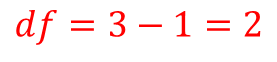 df = 3 − 1 = 2